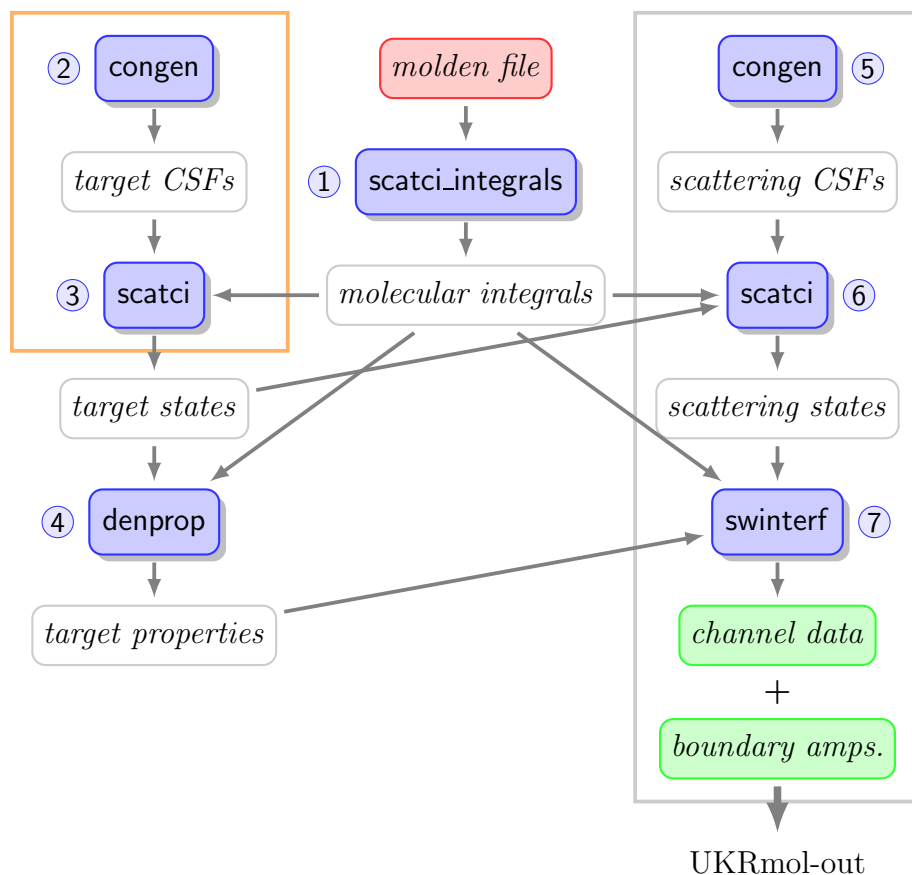 ② congen
molden file
congen ⑤
target CSFs
① scatci_integrals
scattering CSFs
③ scatci
molecular integrals
scatci ⑥
target states
scattering states
④ denprop
swinterf ⑦
target properties
channel data
+
boundary amps.
UKRmol-out